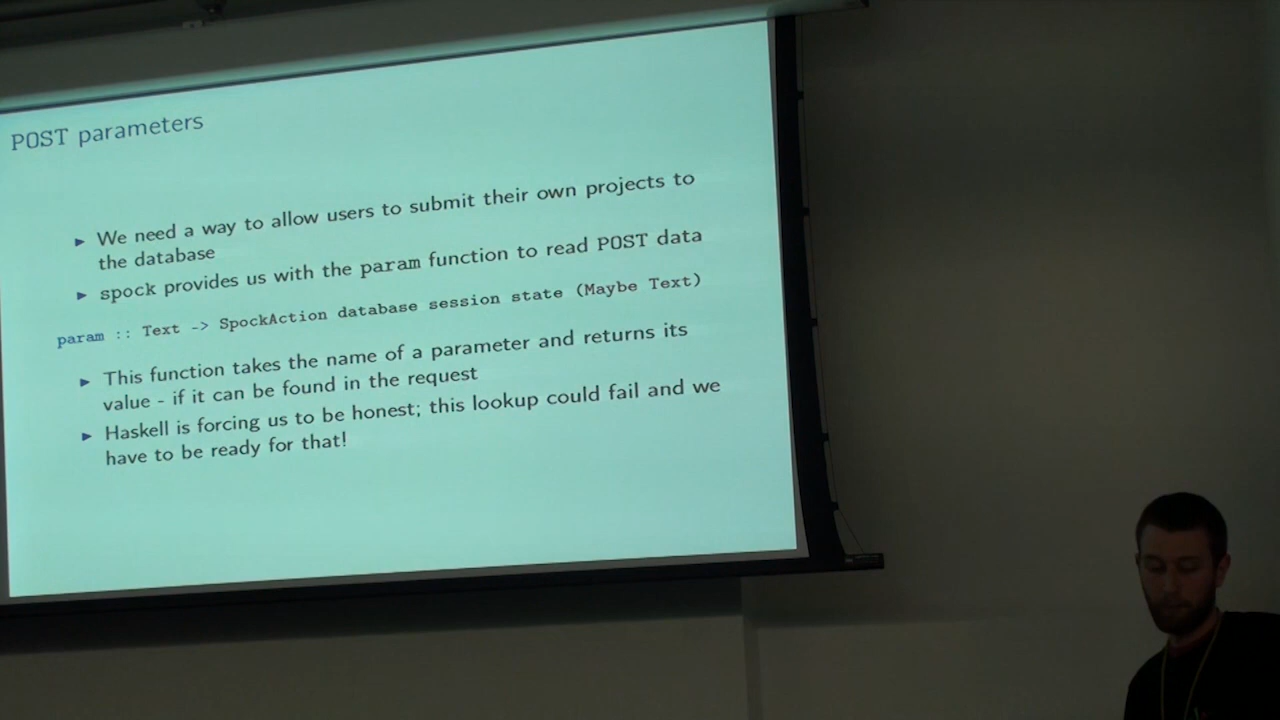 POST parameters
▸ We need a way to allow users to submit their own projects to
the database
▸ spock provides us with the param function to read POST data
param :: Text -> SpockAction database session state (Maybe Text)
▸ This function takes the name of a parameter and returns its
value - if it can be found in the request
▸ Haskell is forcing us to be honest; this lookup could fail and we
have to be ready for that!